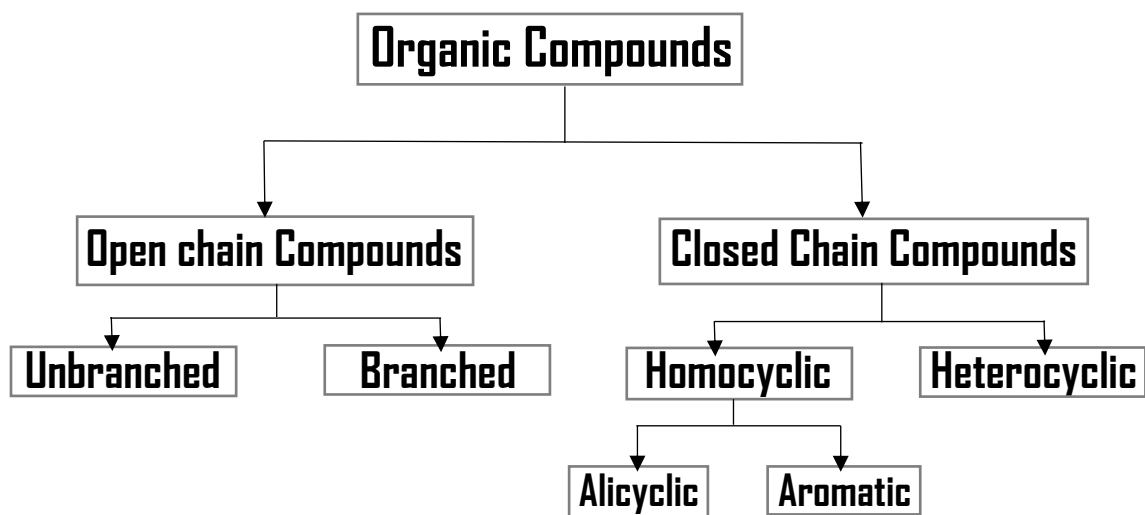 Organic Compounds
Open chain Compounds
Closed Chain Compounds
Unbranched
Branched
Homocyclic
Heterocyclic
Alicyclic
Aromatic